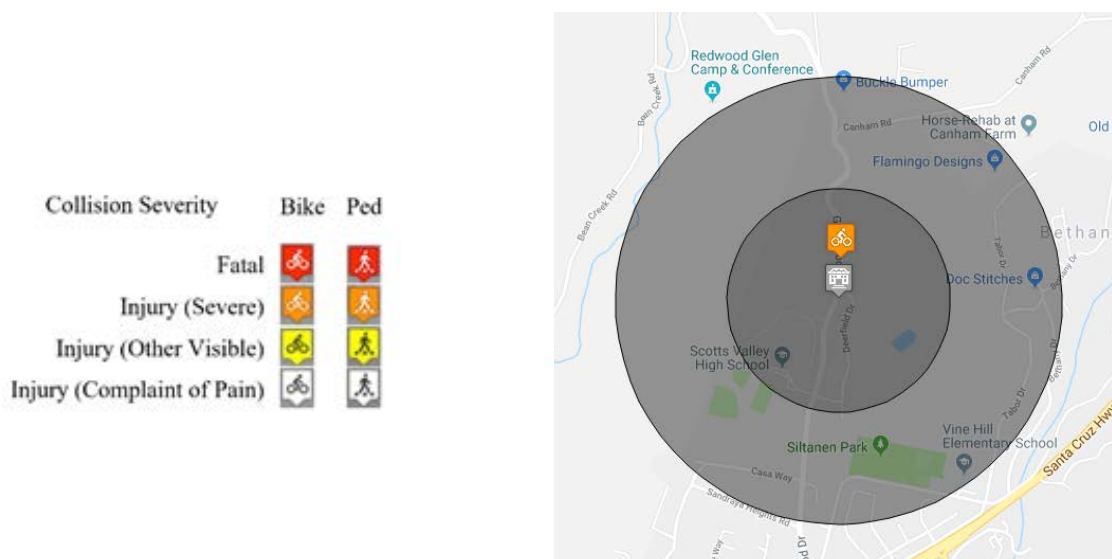 Collision Severity Bike Ped
Fatal
Injury (Severe)
Injury (Other Visible)
Injury (Complaint of Pain)
Redwood Glen
Camp & Conference
Buckle Bumper
Canham Rd
Bean Creek Rd
Canham Rd
Horse-Rehab at
Canham Farm
Old
Flamingo Designs
Bean Creek Rd
Tabor Dr
Bethan
Bethany Dr
Doc Stitches
Deerfield Dr
Scotts Valley
High School
Tabor Dr
Vine Hill
Elementary School
Siltanen Park
Santa Cruz Hwy
Casa Way
Sandraya Heights Rd